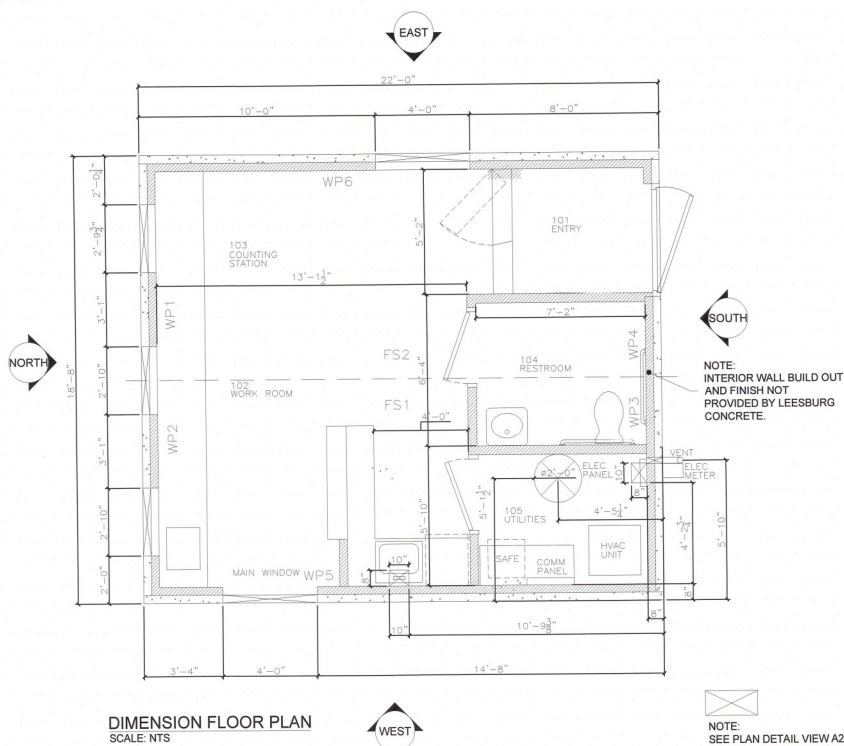 EAST
22'-0"
10'-0"
4'-0"
8'-0"
18'-8"
2'-0¼"
2'-9¾"
3'-1"
2'-10"
3'-1"
2'-10"
2'-0"
WP6
5'-2"
101
ENTRY
103
COUNTING
STATION
13'-1½"
WP1
7'-2"
SOUTH
NORTH
FS2
6'-4"
104
RESTROOM
WP4
NOTE:
INTERIOR WALL BUILD OUT
AND FINISH NOT
PROVIDED BY LEESBURG
CONCRETE.
102
WORK ROOM
FS1
4'-0"
WP3
WP2
VENT
ELEC
METER
ELEC
PANEL
10"
8"
ø2'-0"
5'-10"
5'-1½"
105
UTILITIES
4'-5¼"
4'-2¾"
5'-10"
SAFE
COMM
PANEL
HVAC
UNIT
MAIN WINDOW
WP5
10"
8"
8"
8"
10"
10'-9⅜"
3'-4"
4'-0"
14'-8"
DIMENSION FLOOR PLAN
SCALE: NTS
WEST
NOTE:
SEE PLAN DETAIL VIEW A2